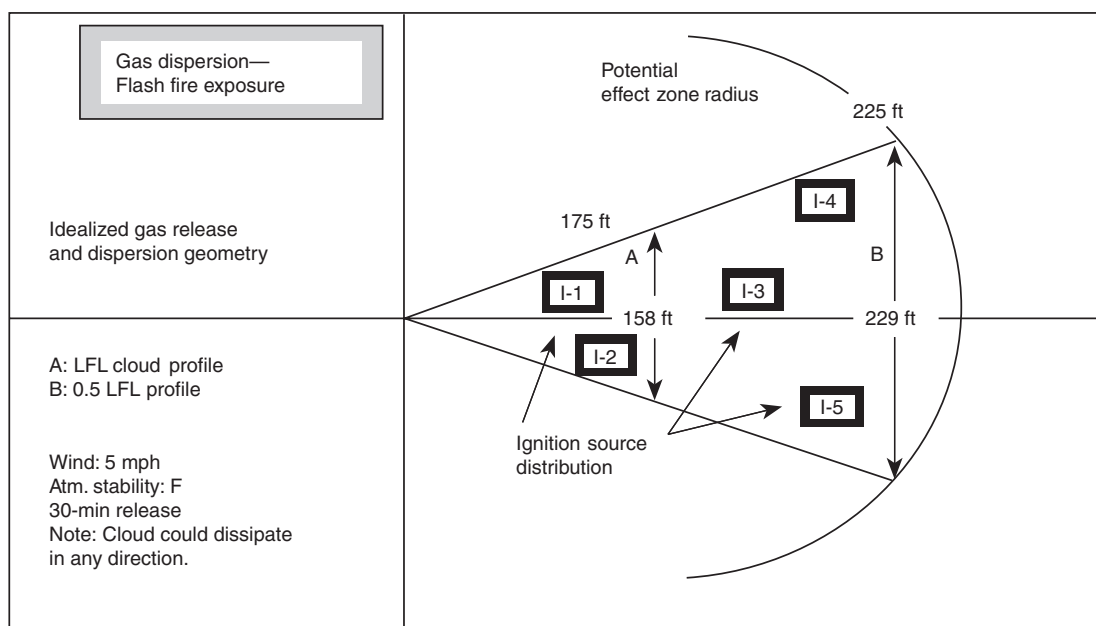 Gas dispersion—
Flash fire exposure
Potential
effect zone radius
225 ft
I-4
175 ft
Idealized gas release
and dispersion geometry
A
B
I-1
I-3
158 ft
229 ft
I-2
A: LFL cloud profile
B: 0.5 LFL profile
I-5
Ignition source
distribution
Wind: 5 mph
Atm. stability: F
30-min release
Note: Cloud could dissipate
in any direction.